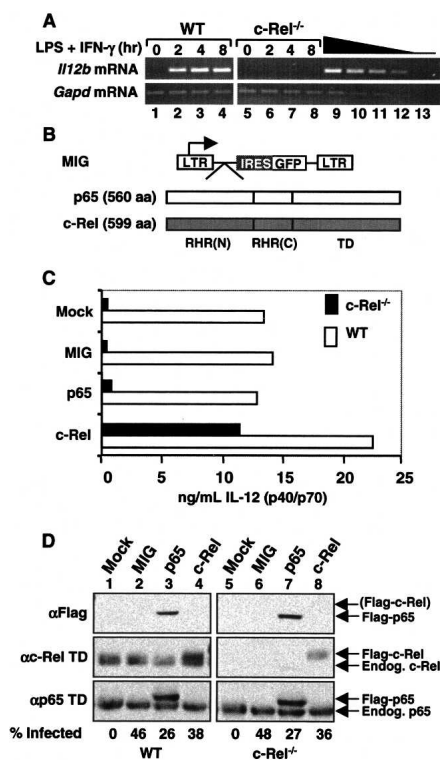 A
WT c-Rel-/-
LPS + IFN-γ (hr) 0 2 4 8 0 2 4 8
Il12b mRNA
Gapd mRNA
1 2 3 4 5 6 7 8 9 10 11 12 13
B
MIG LTR IRES GFP LTR
p65 (560 aa)
c-Rel (599 aa)
RHR(N) RHR(C) TD
C
c-Rel-/-
WT
Mock
MIG
p65
c-Rel
0 5 10 15 20 25
ng/mL IL-12 (p40/p70)
D
Mock MIG p65 c-Rel Mock MIG p65 c-Rel
1 2 3 4 5 6 7 8
αFlag
(Flag-c-Rel)
Flag-p65
αc-Rel TD
Flag-c-Rel
Endog. c-Rel
αp65 TD
Flag-p65
Endog. p65
% Infected 0 46 26 38 0 48 27 36
WT c-Rel-/-